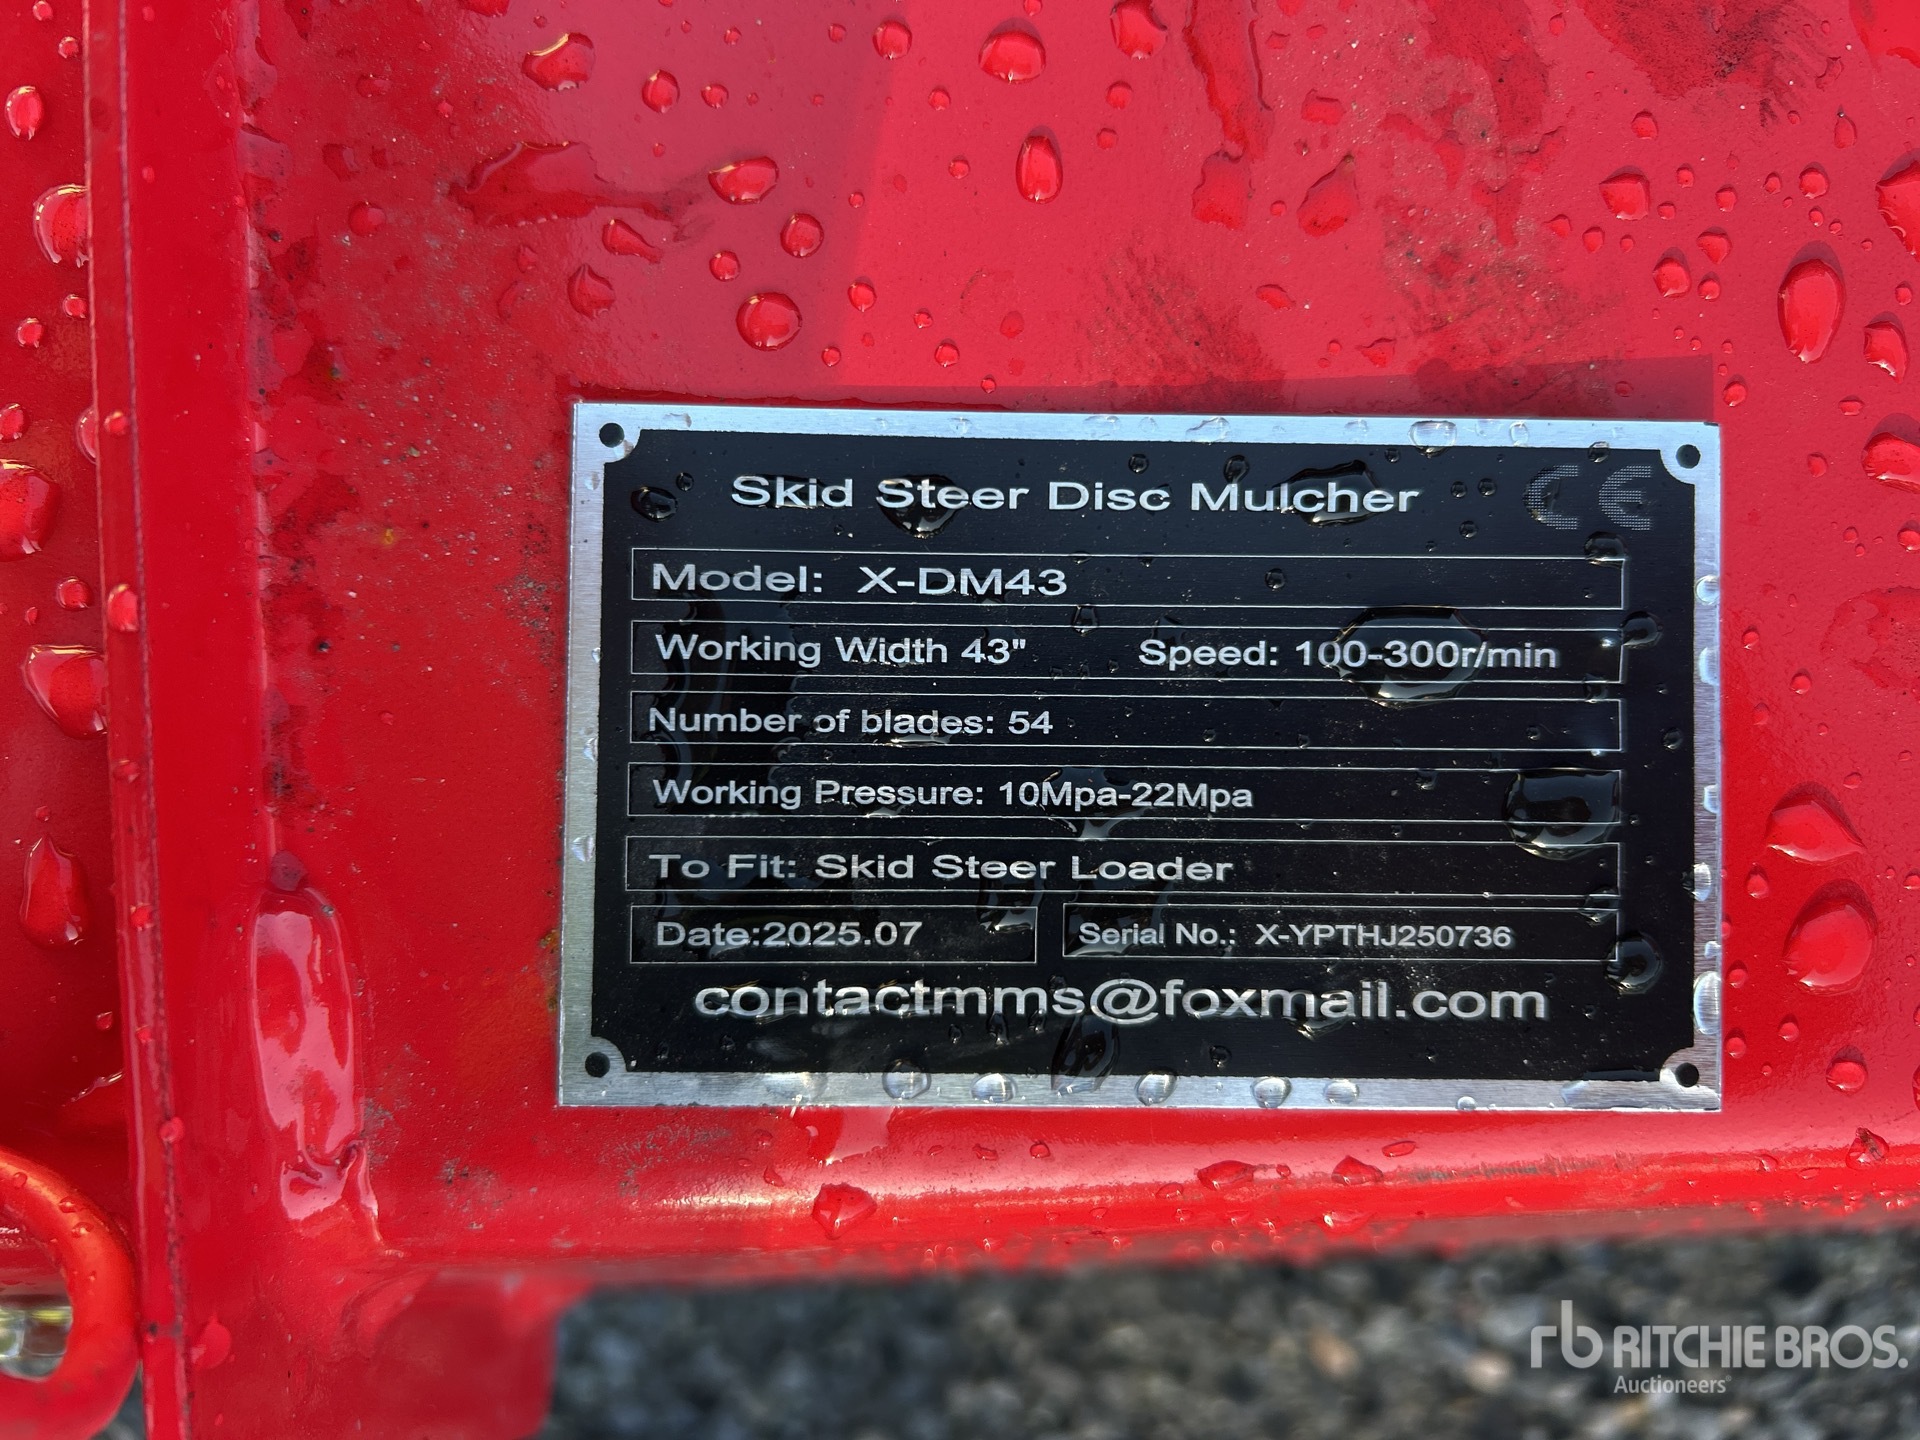 Skid Steer Disc Mulcher CE
Model: X-DM43
Working Width 43" Speed: 100-300r/min
Number of blades: 54
Working Pressure: 10Mpa-22Mpa
To Fit: Skid Steer Loader
Date:2025.07 Serial No.: X-YPTHJ250736
contactmms@foxmail.com
rb RITCHIE BROS.
Auctioneers